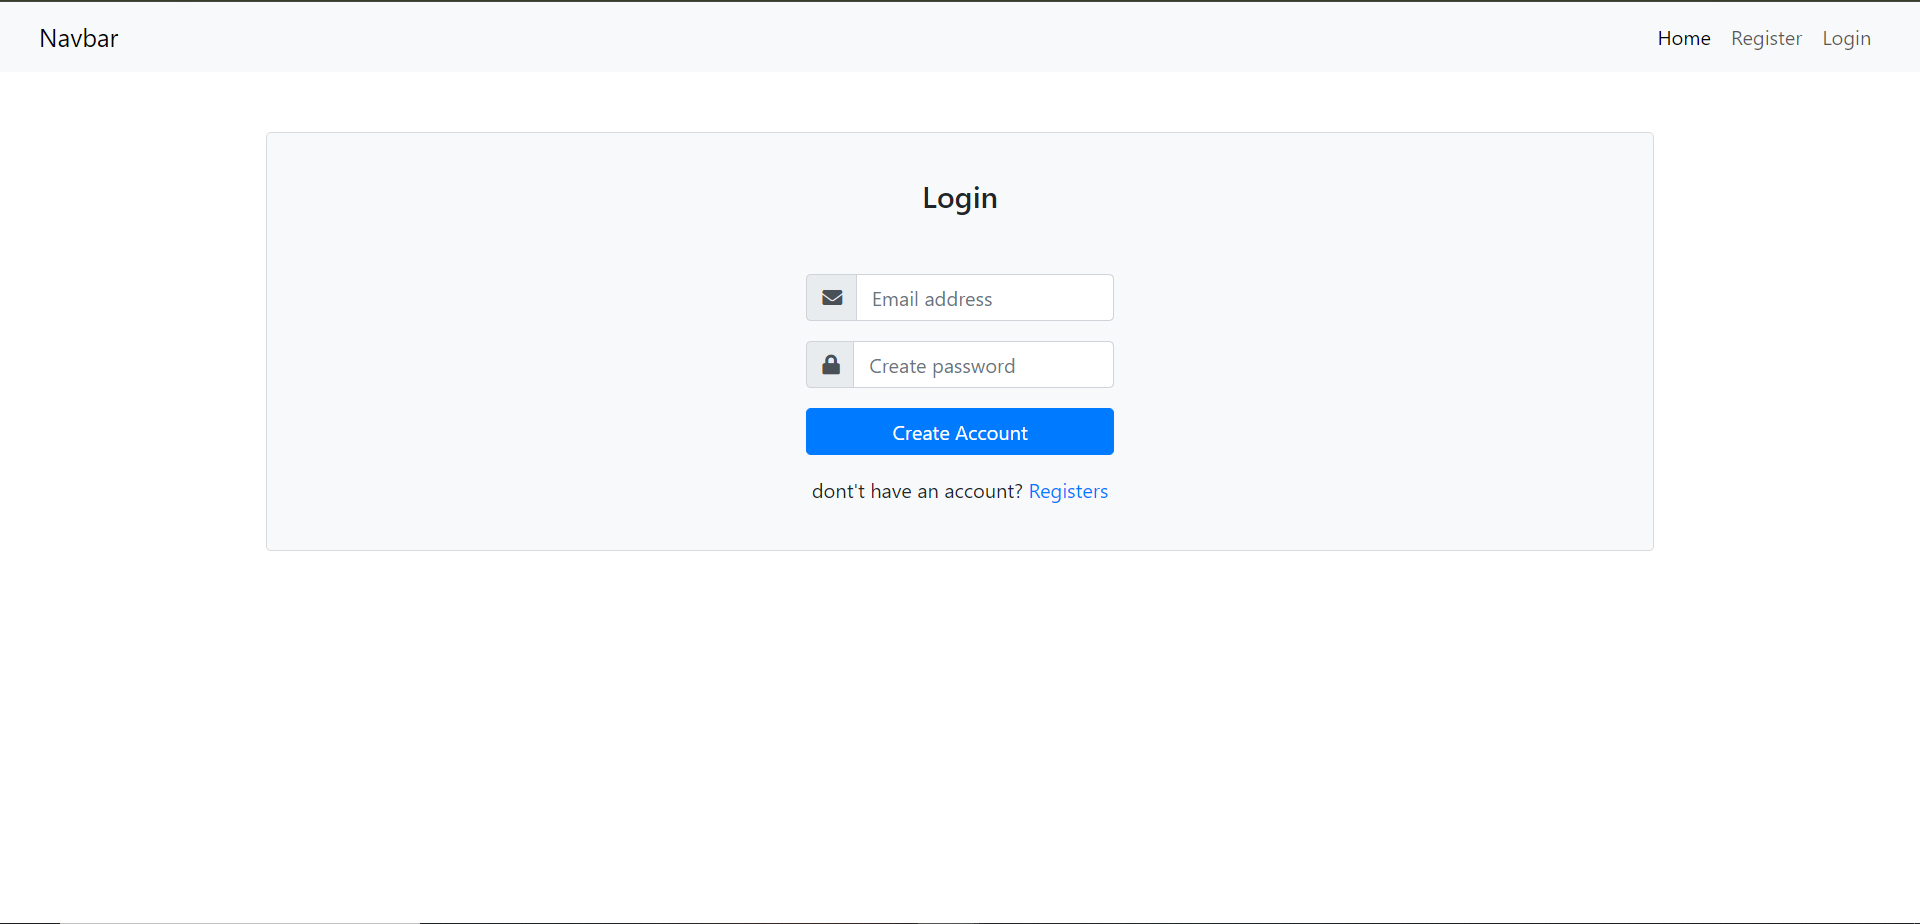 Navbar
Home Register Login
Login
Email address
Create password
Create Account
dont't have an account? Registers